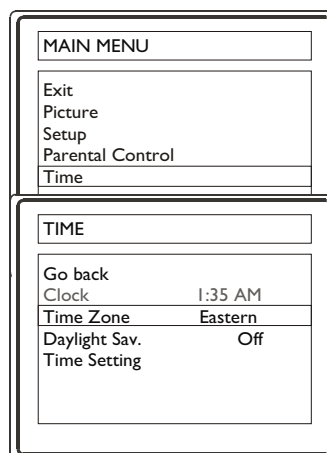 MAIN MENU
Exit
Picture
Setup
Parental Control
Time
TIME
Go back
Clock 1:35 AM
Time Zone Eastern
Daylight Sav. Off
Time Setting